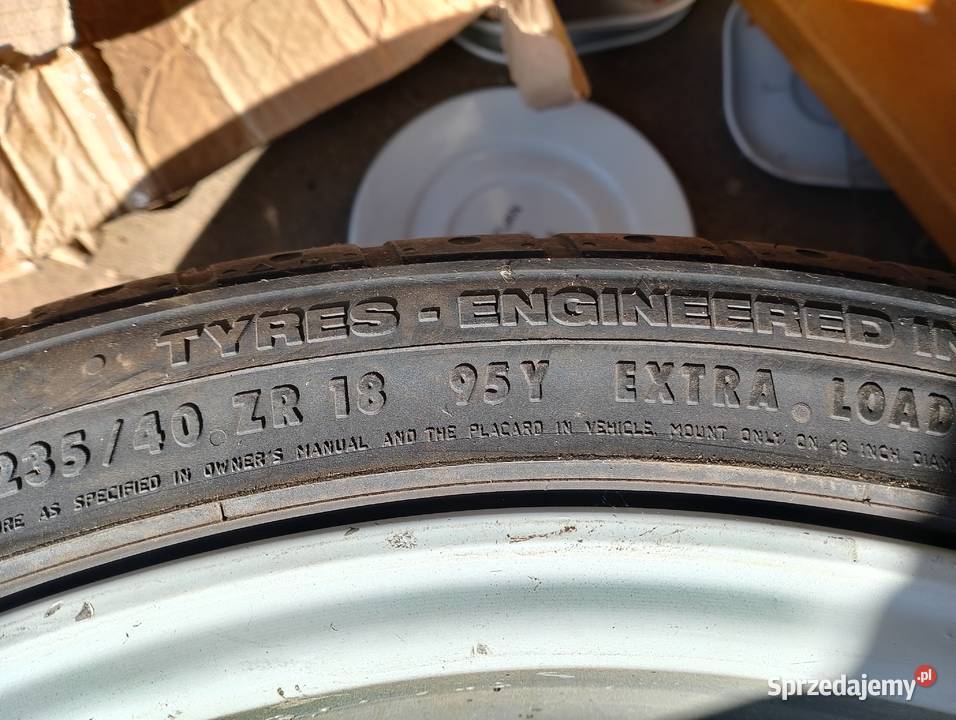 TYRES - ENGINEERED IN
235/40 ZR 18 95Y EXTRA LOAD
AS SPECIFIED IN OWNER'S MANUAL AND THE PLACARD IN VEHICLE. MOUNT ONLY ON 18 INCH
Sprzedajemy.pl